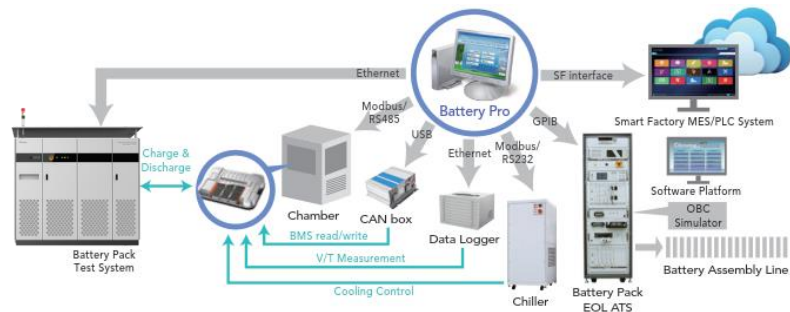 Ethernet
Battery Pro
SF interface
Smart Factory MES/PLC System
Modbus/
RS485
USB
Ethernet
Modbus/
RS232
GPIB
Charge &
Discharge
Chamber
CAN box
Data Logger
Software Platform
OBC
Simulator
BMS read/write
V/T Measurement
Cooling Control
Battery Pack
Test System
Chiller
Battery Pack
EOL ATS
Battery Assembly Line